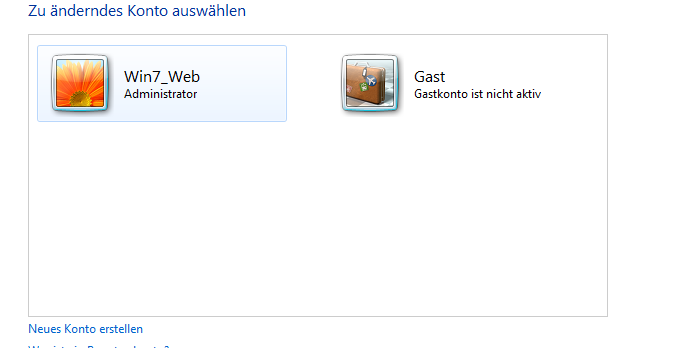 Zu änderndes Konto auswählen
Win7_Web
Administrator
Gast
Gastkonto ist nicht aktiv
Neues Konto erstellen